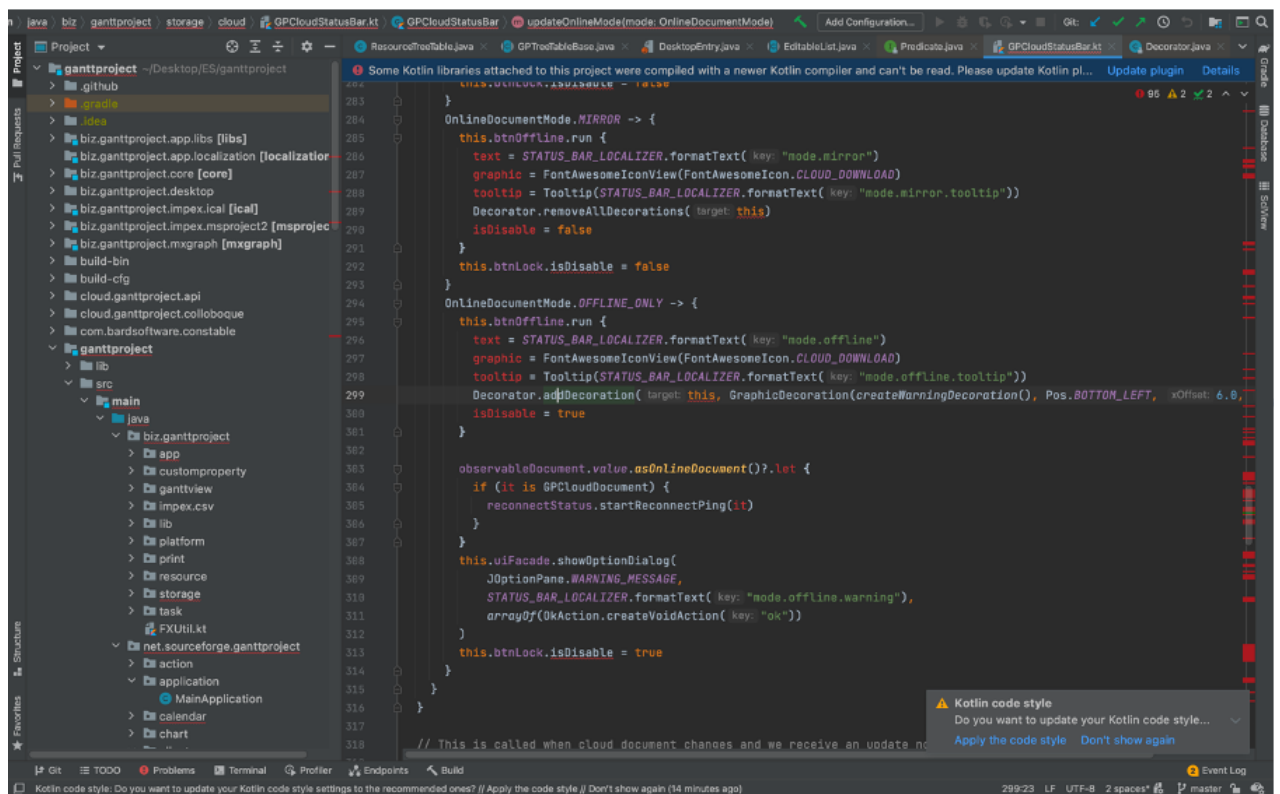 n ⟩ java ⟩ biz ⟩ ganttproject ⟩ storage ⟩ cloud ⟩ GPCloudStatusBar.kt ⟩ GPCloudStatusBar ⟩ updateOnlineMode(mode: OnlineDocumentMode) Add Configuration... Git:
Project
ResourceTreeTable.java × GPTreeTableBase.java × DesktopEntry.java × EditableList.java × Predicate.java × GPCloudStatusBar.kt × Decorator.java ×
Some Kotlin libraries attached to this project were compiled with a newer Kotlin compiler and can't be read. Please update Kotlin pl... Update plugin Details
95 2 2
Project
Pull Requests
Structure
Favorites
Gradle
Database
SciView
ganttproject ~/Desktop/ES/ganttproject
.github
.gradle
.idea
biz.ganttproject.app.libs [libs]
biz.ganttproject.app.localization [localization
biz.ganttproject.core [core]
biz.ganttproject.desktop
biz.ganttproject.impex.ical [ical]
biz.ganttproject.impex.msproject2 [msprojec
biz.ganttproject.mxgraph [mxgraph]
build-bin
build-cfg
cloud.ganttproject.api
cloud.ganttproject.colloboque
com.bardsoftware.constable
ganttproject
lib
src
main
java
biz.ganttproject
app
customproperty
ganttview
impex.csv
lib
platform
print
resource
storage
task
FXUtil.kt
net.sourceforge.ganttproject
action
application
MainApplication
calendar
chart
282 this.btnLock.isDisable = false
283 }
284 OnlineDocumentMode.MIRROR -> {
285 this.btnOffline.run {
286 text = STATUS_BAR_LOCALIZER.formatText( key: "mode.mirror")
287 graphic = FontAwesomeIconView(FontAwesomeIcon.CLOUD_DOWNLOAD)
288 tooltip = Tooltip(STATUS_BAR_LOCALIZER.formatText( key: "mode.mirror.tooltip"))
289 Decorator.removeAllDecorations( target: this)
290 isDisable = false
291 }
292 this.btnLock.isDisable = false
293 }
294 OnlineDocumentMode.OFFLINE_ONLY -> {
295 this.btnOffline.run {
296 text = STATUS_BAR_LOCALIZER.formatText( key: "mode.offline")
297 graphic = FontAwesomeIconView(FontAwesomeIcon.CLOUD_DOWNLOAD)
298 tooltip = Tooltip(STATUS_BAR_LOCALIZER.formatText( key: "mode.offline.tooltip"))
299 Decorator.addDecoration( target: this, GraphicDecoration(createWarningDecoration(), Pos.BOTTOM_LEFT, xOffset: 6.0,
300 isDisable = true
301 }
302
303 observableDocument.value.asOnlineDocument()?.let {
304 if (it is GPCloudDocument) {
305 reconnectStatus.startReconnectPing(it)
306 }
307 }
308 this.uiFacade.showOptionDialog(
309 JOptionPane.WARNING_MESSAGE,
310 STATUS_BAR_LOCALIZER.formatText( key: "mode.offline.warning"),
311 arrayOf(OkAction.createVoidAction( key: "ok"))
312 )
313 this.btnLock.isDisable = true
314 }
315 }
316 }
317
318 // This is called when cloud document changes and we receive an update no
Kotlin code style
Do you want to update your Kotlin code style...
Apply the code style Don't show again
Git TODO Problems Terminal Profiler Endpoints Build 2 Event Log
Kotlin code style: Do you want to update your Kotlin code style settings to the recommended ones? // Apply the code style // Don't show again (14 minutes ago) 299:23 LF UTF-8 2 spaces* master